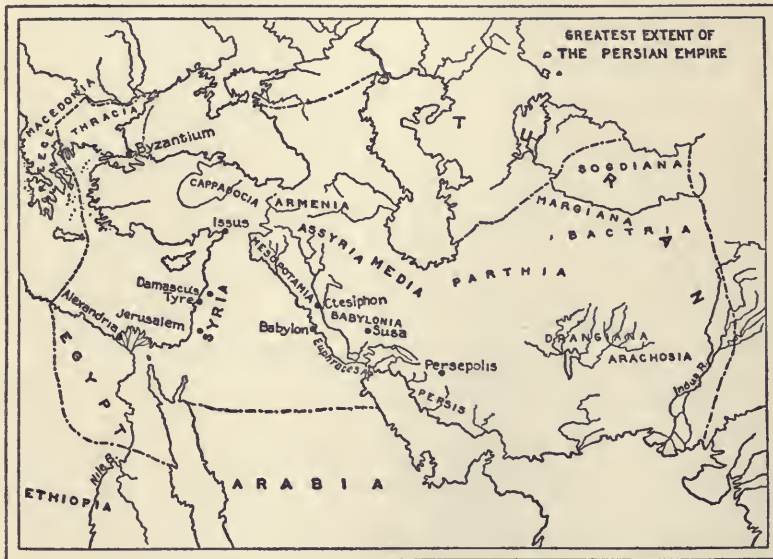 GREATEST EXTENT OF
THE PERSIAN EMPIRE
MACEDONIA
THRACIA
GREECE
Byzantium
TURAN
SOGDIANA
MARGIANA
BACTRIA
CAPPADOCIA
ARMENIA
Issus
ASSYRIA
MEDIA
PARTHIA
MESOPOTAMIA
Damascus
Tyre
SYRIA
Ctesiphon
BABYLONIA
Alexandria
Jerusalem
Babylon
Susa
DRANGIANA
ARACHOSIA
Euphrates R.
Persepolis
Indus R.
EGYPT
PERSIS
Nile R.
ETHIOPIA
ARABIA